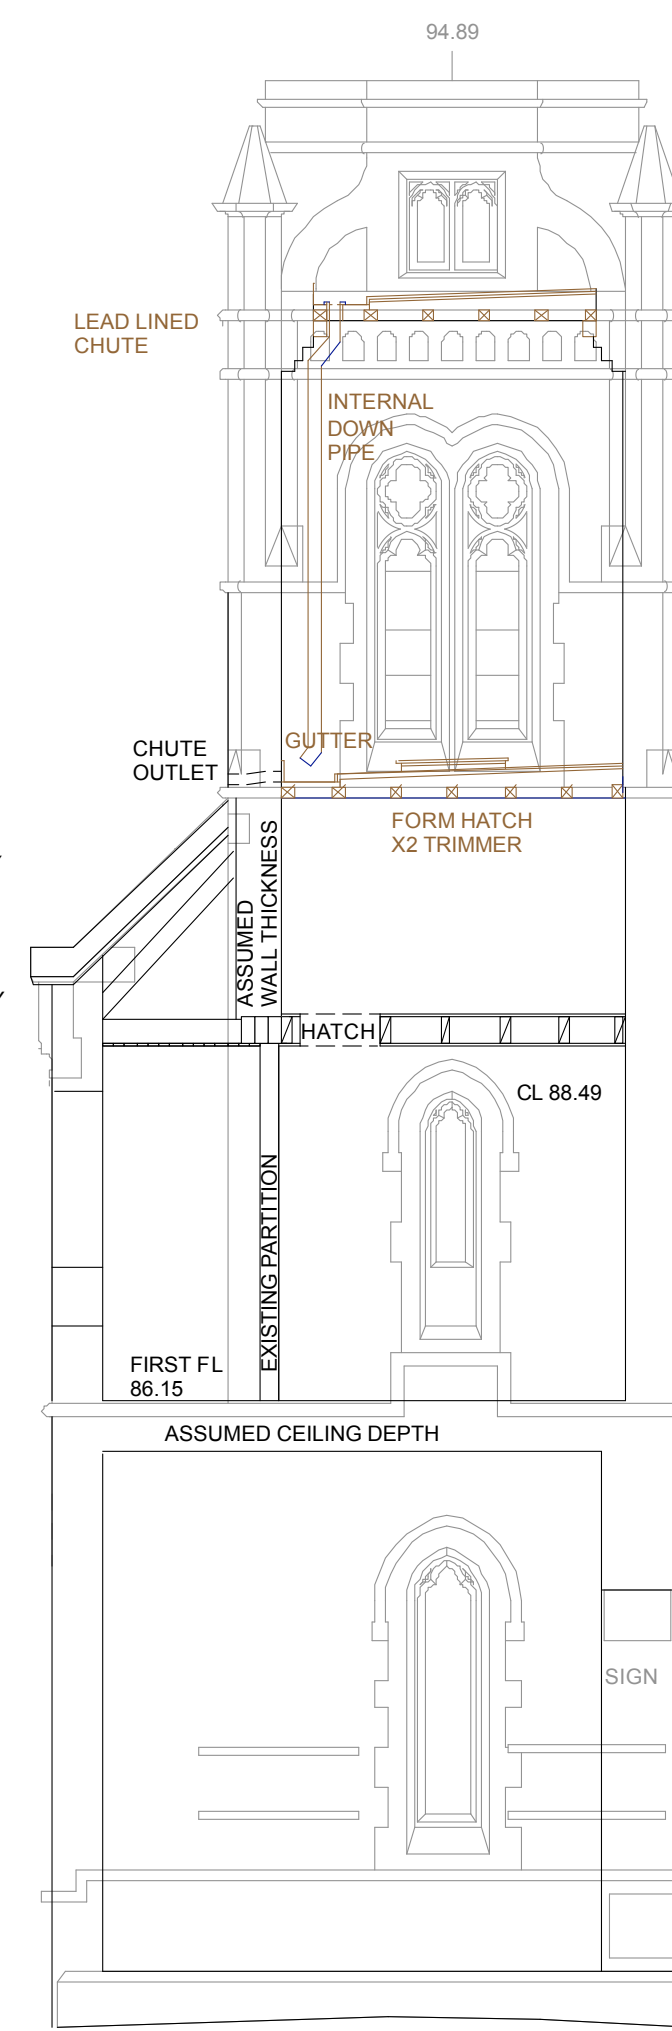 94.89
LEAD LINED
CHUTE
INTERNAL
DOWN
PIPE
GUTTER
CHUTE
OUTLET
FORM HATCH
X2 TRIMMER
ASSUMED
WALL THICKNESS
HATCH
CL 88.49
EXISTING PARTITION
FIRST FL
86.15
ASSUMED CEILING DEPTH
SIGN